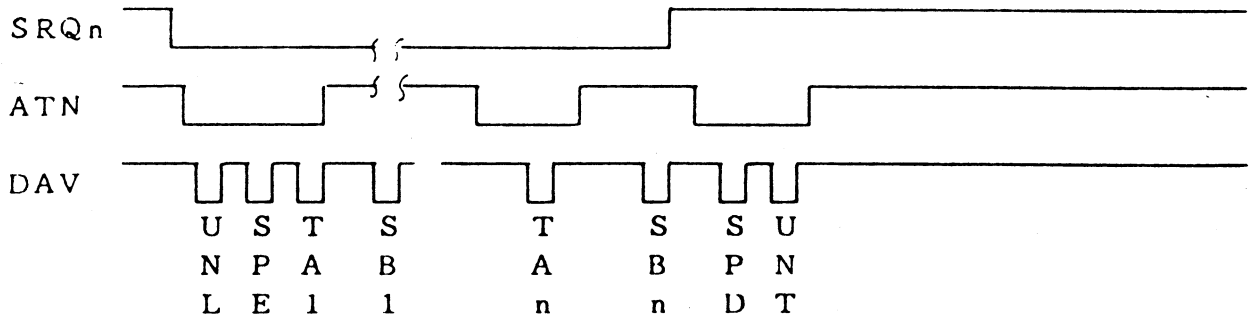 SRQn
ATN
DAV
U S T S T S S U
N P A B A B P N
L E 1 1 n n D T